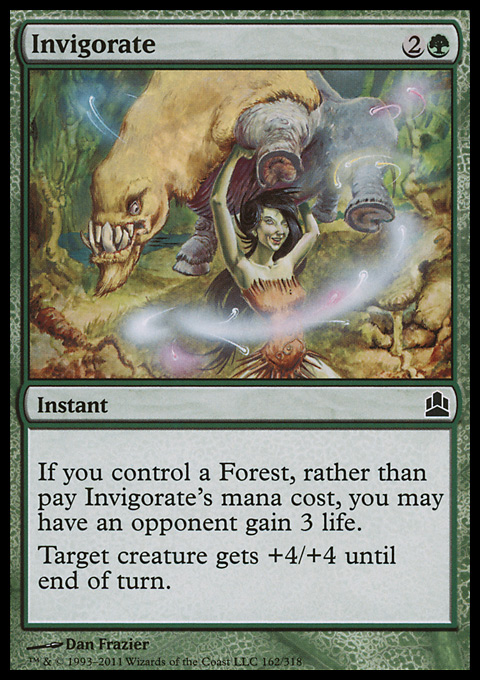 Invigorate 2
Instant
If you control a Forest, rather than
pay Invigorate's mana cost, you may
have an opponent gain 3 life.
Target creature gets +4/+4 until
end of turn.
Dan Frazier
™ & © 1993–2011 Wizards of the Coast LLC 162/318